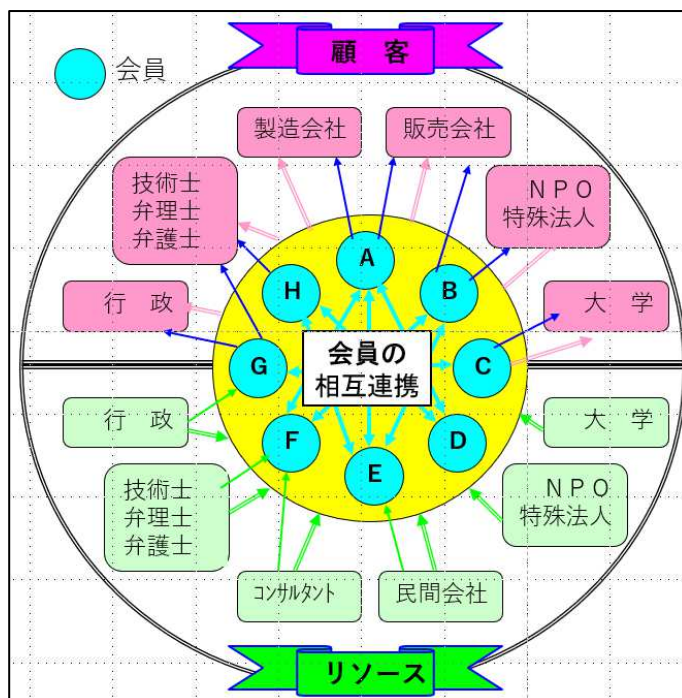 顧　客
会員
製造会社
販売会社
技術士
弁理士
弁護士
ＮＰＯ
特殊法人
行　政
大　学
A
B
C
D
E
F
G
H
会員の
相互連携
行　政
大　学
技術士
弁理士
弁護士
ＮＰＯ
特殊法人
ｺﾝｻﾙﾀﾝﾄ
民間会社
リソース